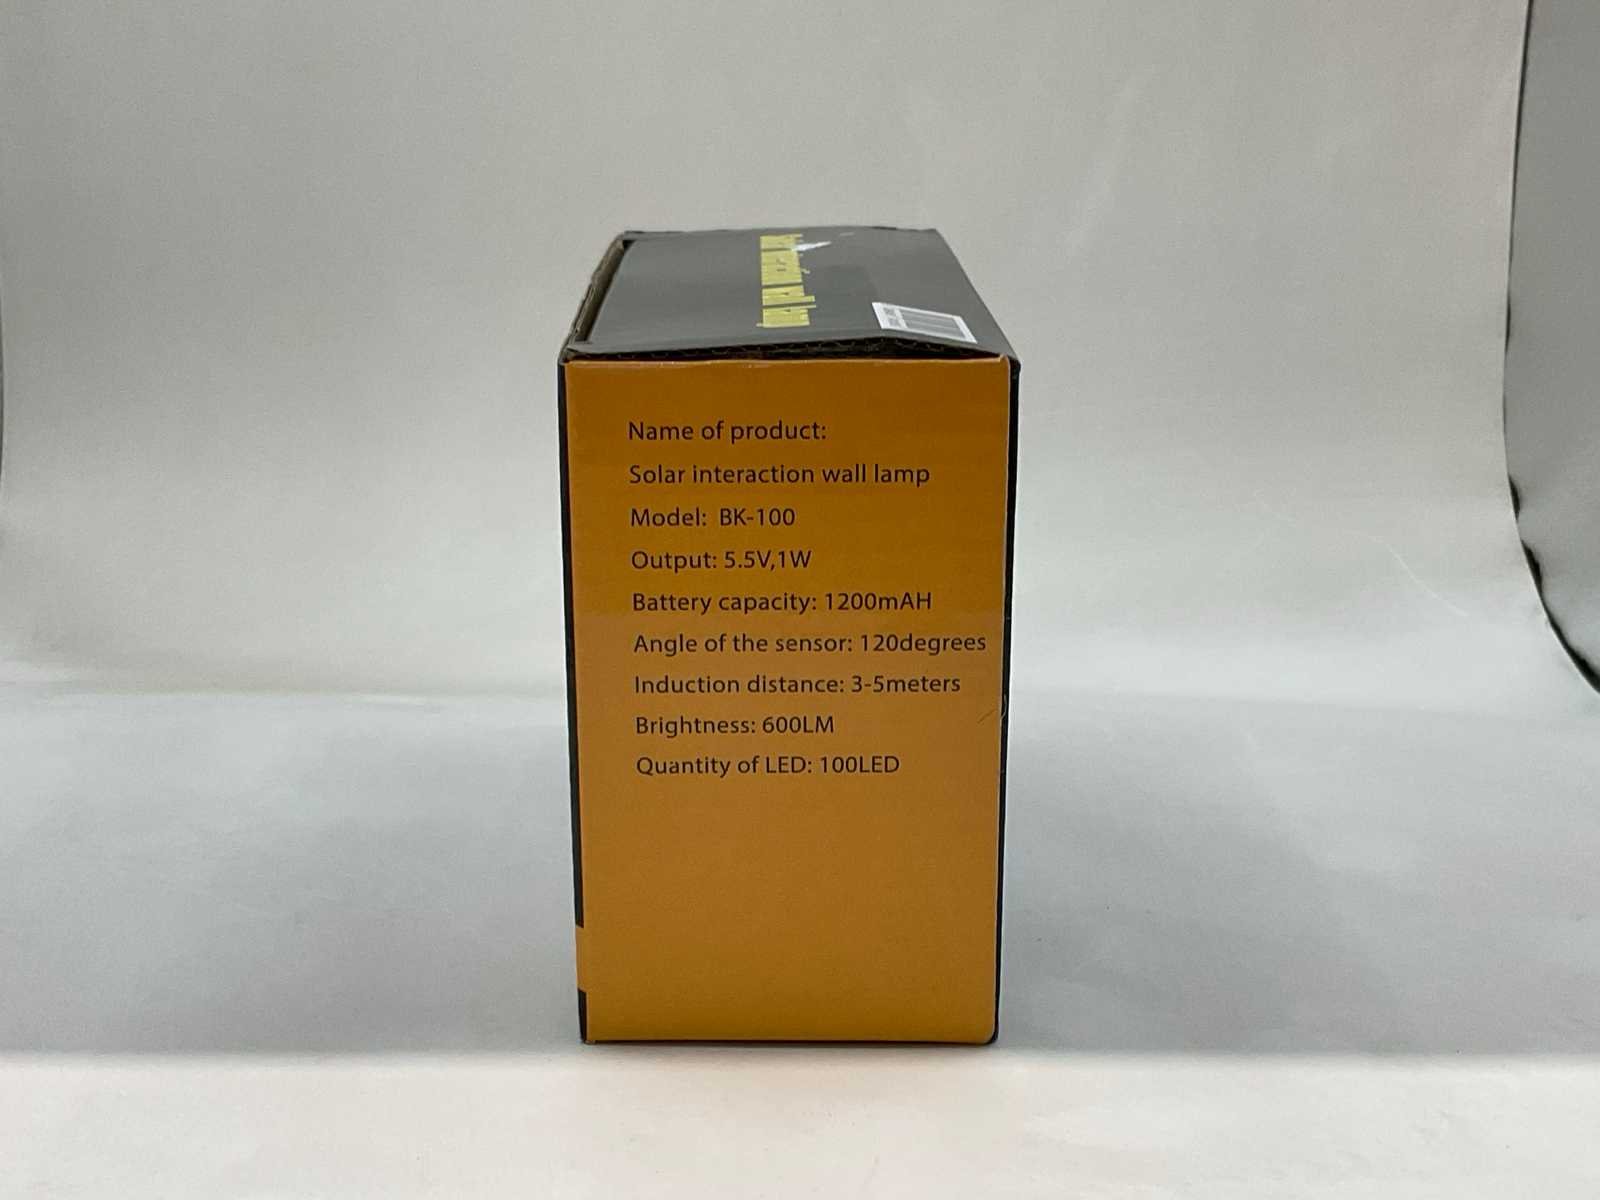 Name of product:
Solar interaction wall lamp
Model: BK-100
Output: 5.5V,1W
Battery capacity: 1200mAH
Angle of the sensor: 120degrees
Induction distance: 3-5meters
Brightness: 600LM
Quantity of LED: 100LED